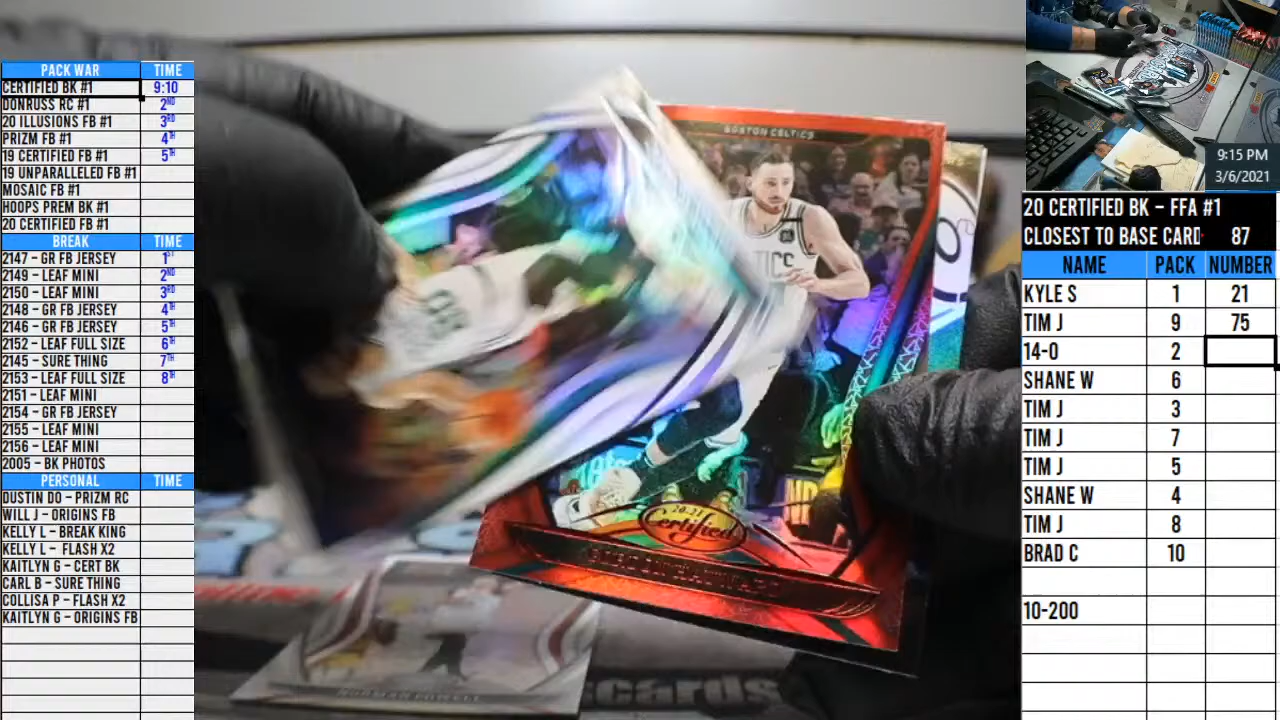 PACK WAR TIME
CERTIFIED BK #1 9:10
DONRUSS RC #1 2ND
20 ILLUSIONS FB #1 3RD
PRIZM FB #1 4TH
19 CERTIFIED FB #1 5TH
19 UNPARALLELED FB #1
MOSAIC FB #1
HOOPS PREM BK #1
20 CERTIFIED FB #1
BREAK TIME
2147 - GR FB JERSEY 1ST
2149 - LEAF MINI 2ND
2150 - LEAF MINI 3RD
2148 - GR FB JERSEY 4TH
2146 - GR FB JERSEY 5TH
2152 - LEAF FULL SIZE 6TH
2145 - SURE THING 7TH
2153 - LEAF FULL SIZE 8TH
2151 - LEAF MINI
2154 - GR FB JERSEY
2155 - LEAF MINI
2156 - LEAF MINI
2005 - BK PHOTOS
PERSONAL TIME
DUSTIN DO - PRIZM RC
WILL J - ORIGINS FB
KELLY L - BREAK KING
KELLY L - FLASH X2
KAITLYN G - CERT BK
CARL B - SURE THING
COLLISA P - FLASH X2
KAITLYN G - ORIGINS FB
BOSTON CELTICS
20-21
Certified
NORMAN POWELL
ccards
9:15 PM
3/6/2021
20 CERTIFIED BK - FFA #1
CLOSEST TO BASE CARD 87
NAME PACK NUMBER
KYLE S 1 21
TIM J 9 75
14-0 2
SHANE W 6
TIM J 3
TIM J 7
TIM J 5
SHANE W 4
TIM J 8
BRAD C 10
10-200